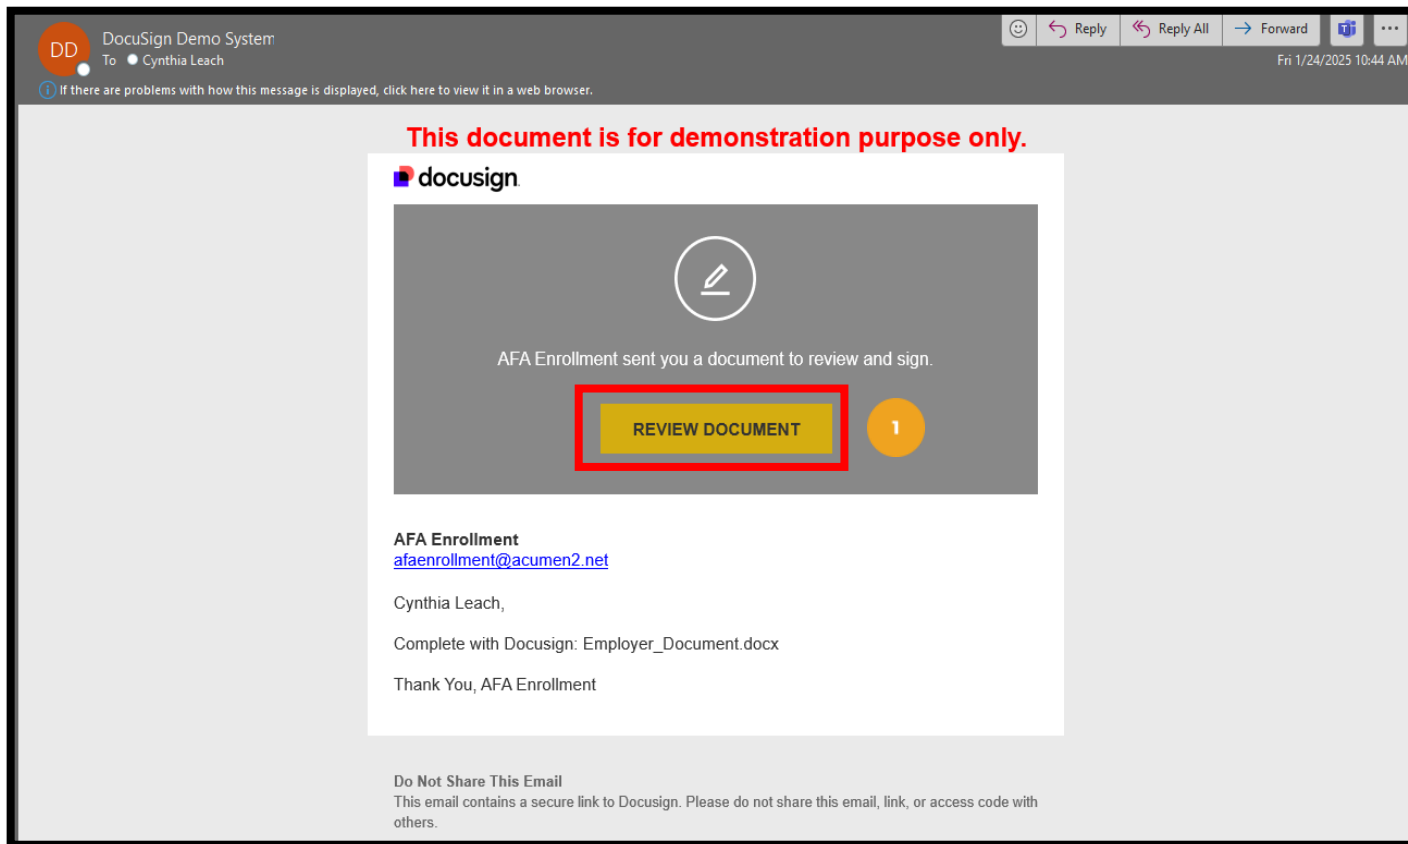 DD
DocuSign Demo System
To Cynthia Leach
Reply
Reply All
Forward
Fri 1/24/2025 10:44 AM
If there are problems with how this message is displayed, click here to view it in a web browser.
This document is for demonstration purpose only.
docusign
AFA Enrollment sent you a document to review and sign.
REVIEW DOCUMENT
1
AFA Enrollment
afaenrollment@acumen2.net
Cynthia Leach,
Complete with Docusign: Employer_Document.docx
Thank You, AFA Enrollment
Do Not Share This Email
This email contains a secure link to Docusign. Please do not share this email, link, or access code with
others.